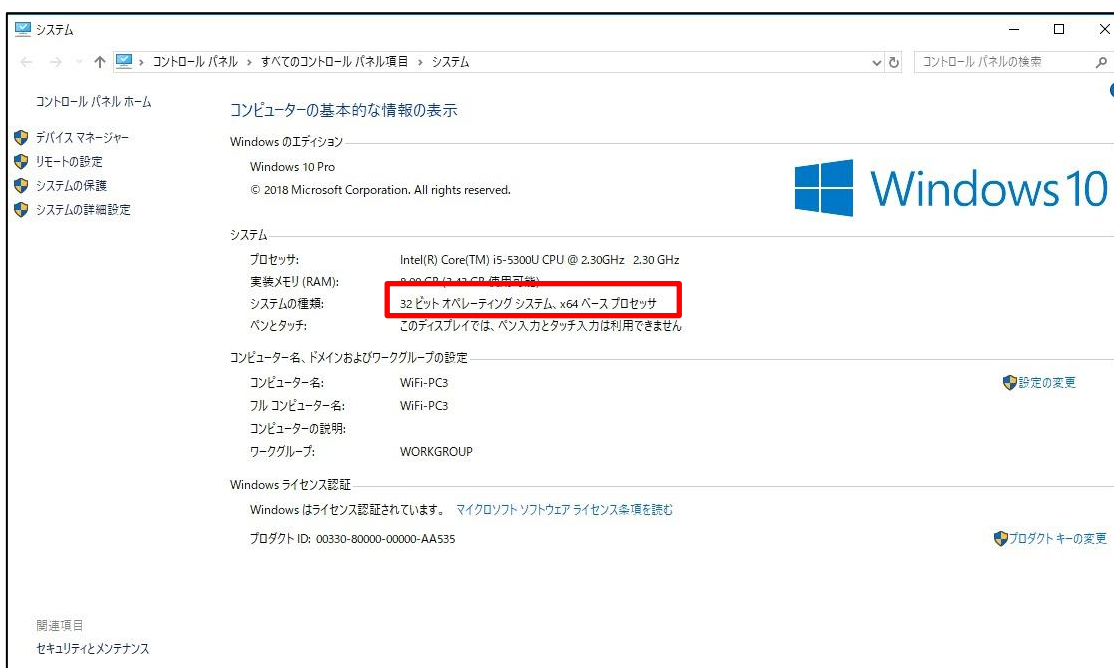 システム
コントロール パネル › すべてのコントロール パネル項目 › システム
コントロール パネルの検索
コントロール パネル ホーム
デバイス マネージャー
リモートの設定
システムの保護
システムの詳細設定
コンピューターの基本的な情報の表示
Windows のエディション
Windows 10 Pro
© 2018 Microsoft Corporation. All rights reserved.
Windows 10
システム
プロセッサ: Intel(R) Core(TM) i5-5300U CPU @ 2.30GHz 2.30 GHz
実装メモリ (RAM): 8.00 GB (3.43 GB 使用可能)
システムの種類: 32 ビット オペレーティング システム、x64 ベース プロセッサ
ペンとタッチ: このディスプレイでは、ペン入力とタッチ入力は利用できません
コンピューター名、ドメインおよびワークグループの設定
コンピューター名: WiFi-PC3
設定の変更
フル コンピューター名: WiFi-PC3
コンピューターの説明:
ワークグループ: WORKGROUP
Windows ライセンス認証
Windows はライセンス認証されています。 マイクロソフト ソフトウェア ライセンス条項を読む
プロダクト ID: 00330-80000-00000-AA535
プロダクト キーの変更
関連項目
セキュリティとメンテナンス